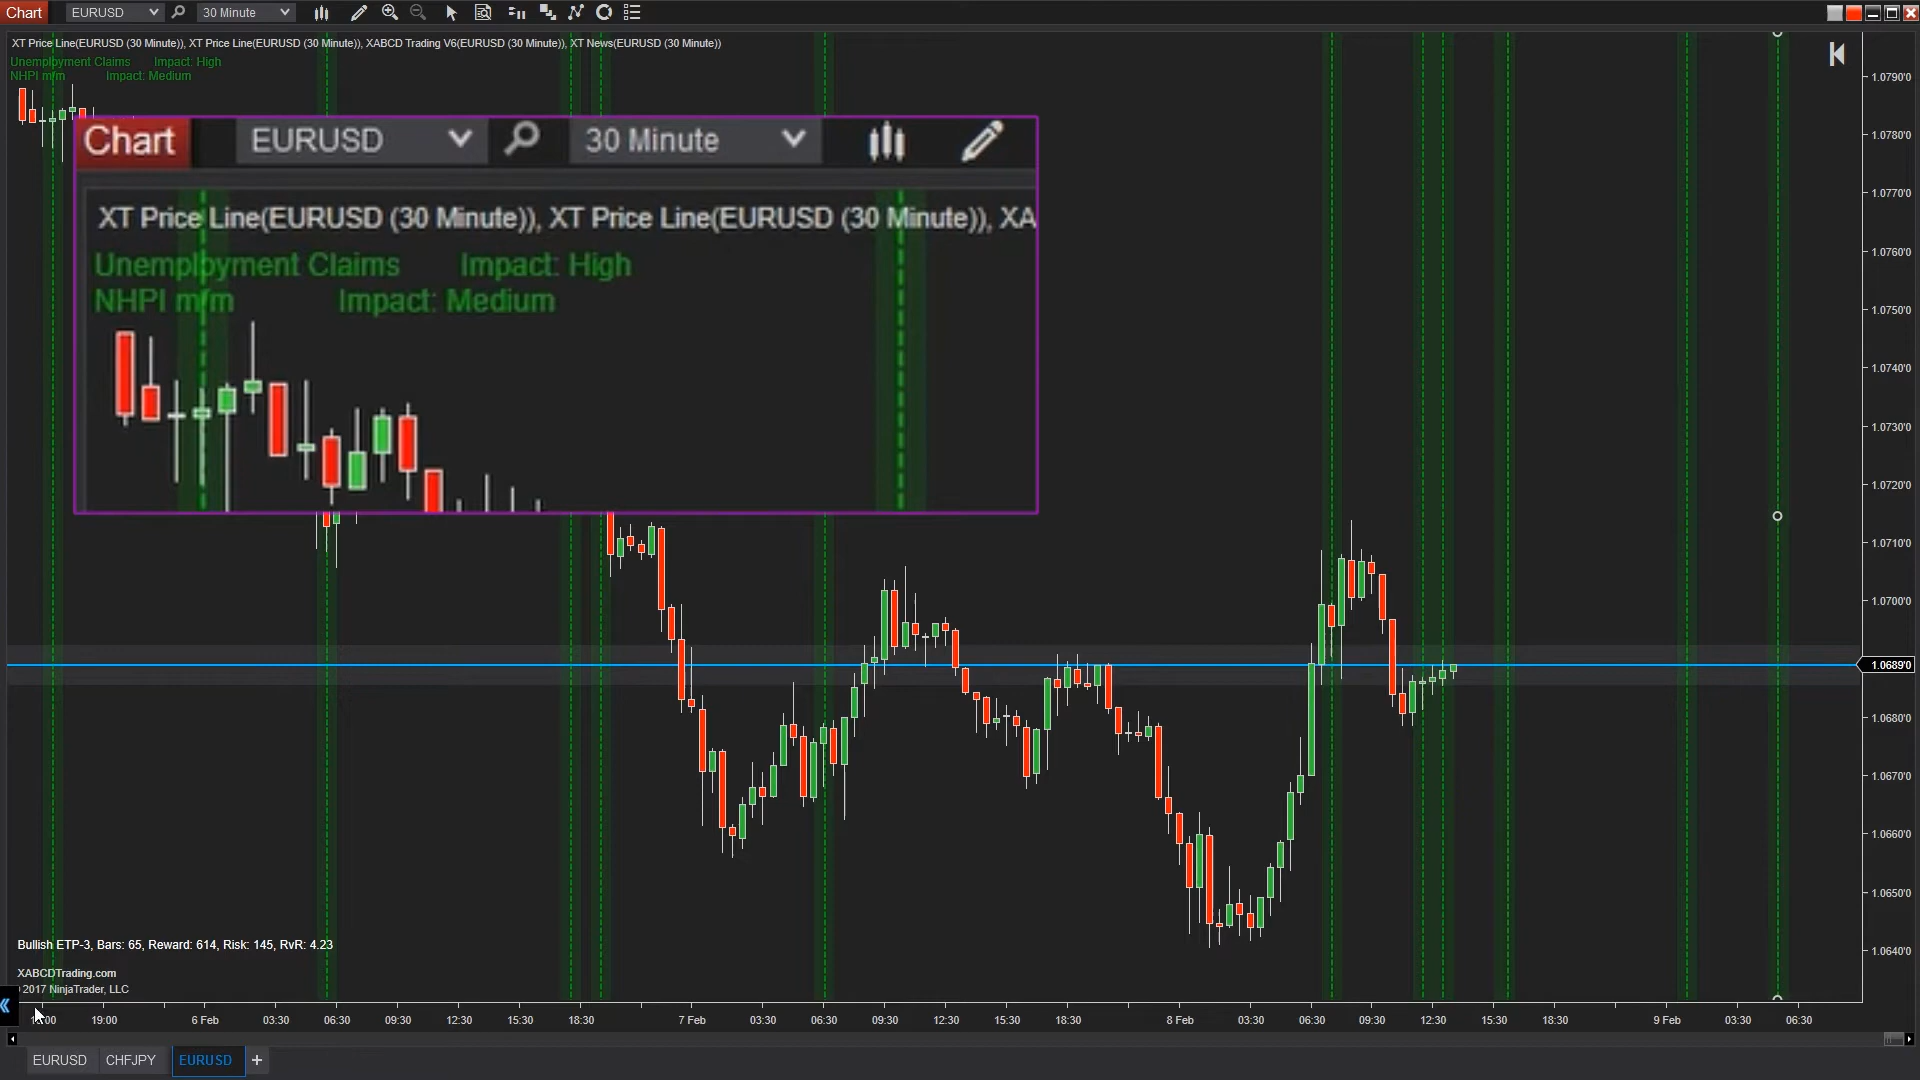 Chart EURUSD 30 Minute
XT Price Line(EURUSD (30 Minute)), XT Price Line(EURUSD (30 Minute)), XABCD Trading V6(EURUSD (30 Minute)), XT News(EURUSD (30 Minute))
Unemployment Claims Impact: High
NHPI m/m Impact: Medium
Chart EURUSD 30 Minute
XT Price Line(EURUSD (30 Minute)), XT Price Line(EURUSD (30 Minute)), XA
Unemployment Claims Impact: High
NHPI m/m Impact: Medium
1.0790'0
1.0780'0
1.0770'0
1.0760'0
1.0750'0
1.0740'0
1.0730'0
1.0720'0
1.0710'0
1.0700'0
1.0689'0
1.0680'0
1.0670'0
1.0660'0
1.0650'0
1.0640'0
Bullish ETP-3, Bars: 65, Reward: 614, Risk: 145, RvR: 4.23
XABCDTrading.com
2017 NinjaTrader, LLC
19:00 6 Feb 03:30 06:30 09:30 12:30 15:30 18:30 7 Feb 03:30 06:30 09:30 12:30 15:30 18:30 8 Feb 03:30 06:30 09:30 12:30 15:30 18:30 9 Feb 03:30 06:30
EURUSD CHFJPY EURUSD +